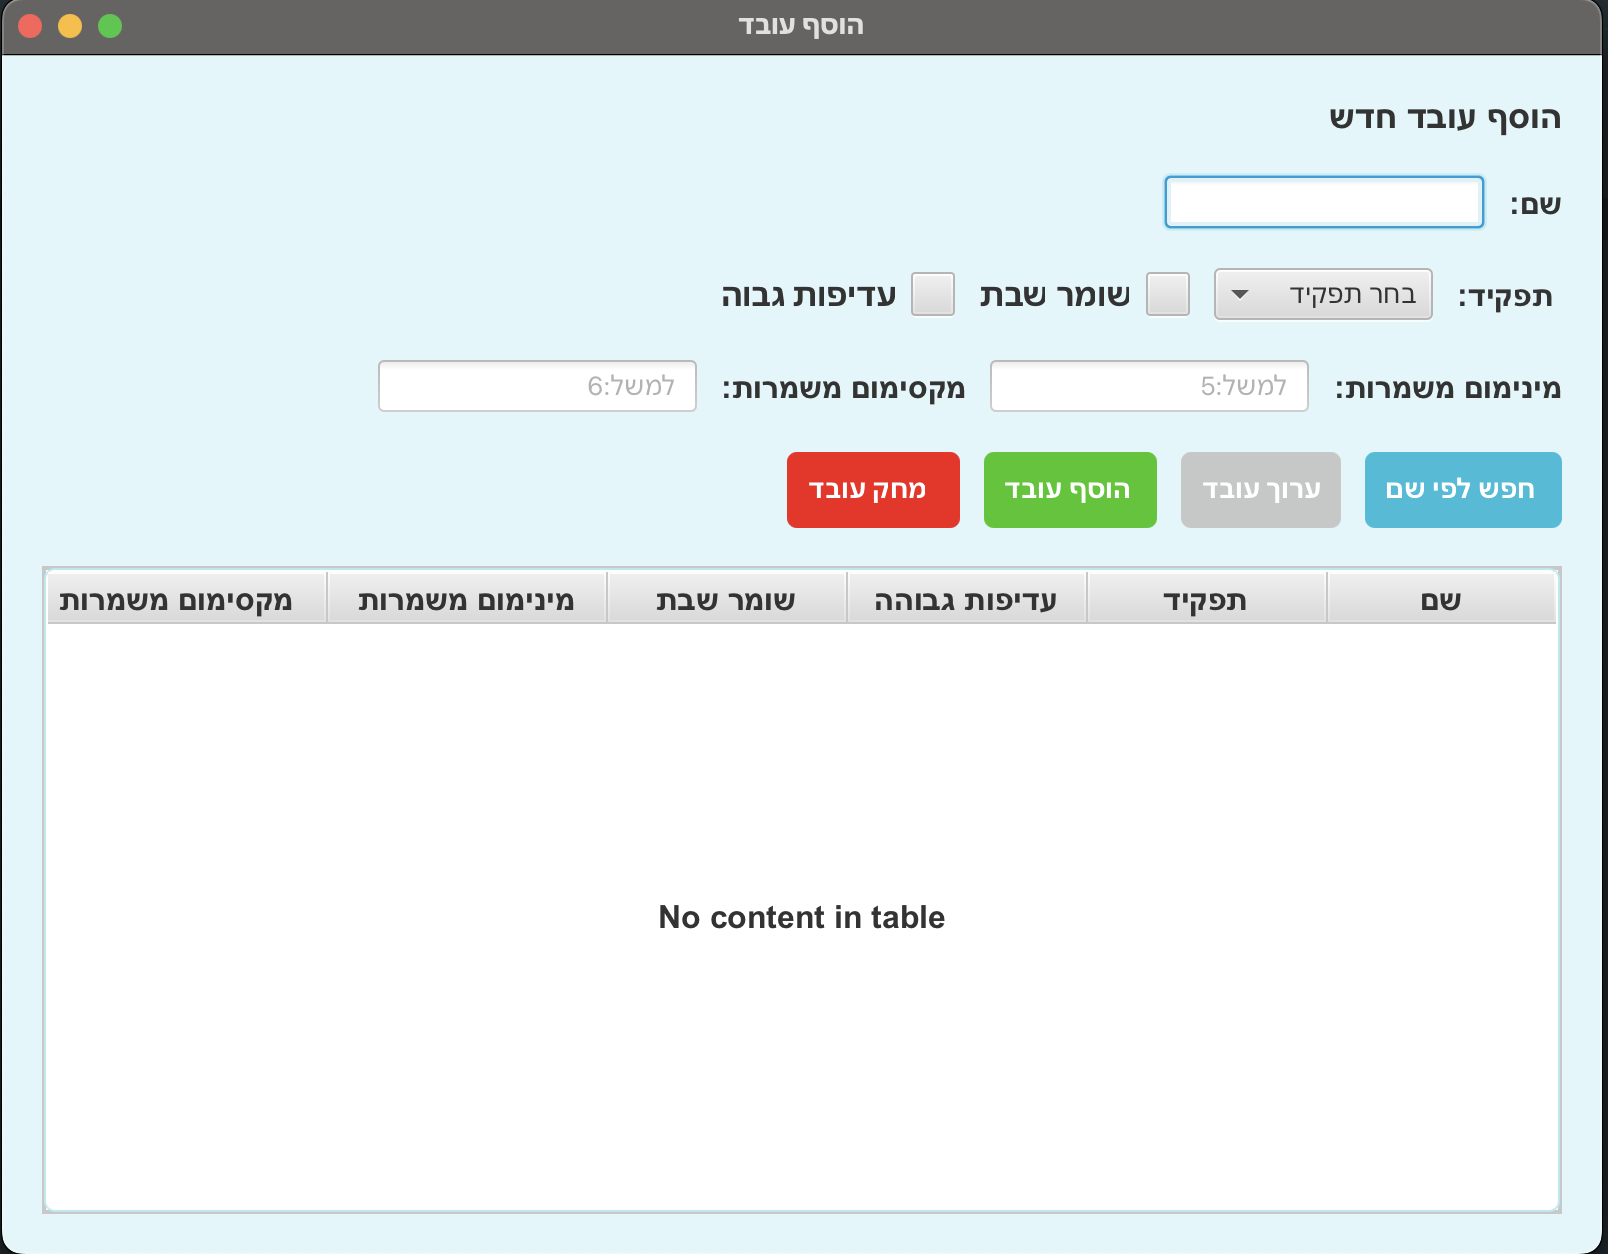 הוסף עובד
הוסף עובד חדש
שם:
תפקיד: בחר תפקיד שומר שבת עדיפות גבוה
מינימום משמרות: למשל:5 מקסימום משמרות: למשל:6
חפש לפי שם ערוך עובד הוסף עובד מחק עובד
שם תפקיד עדיפות גבוהה שומר שבת מינימום משמרות מקסימום משמרות
No content in table